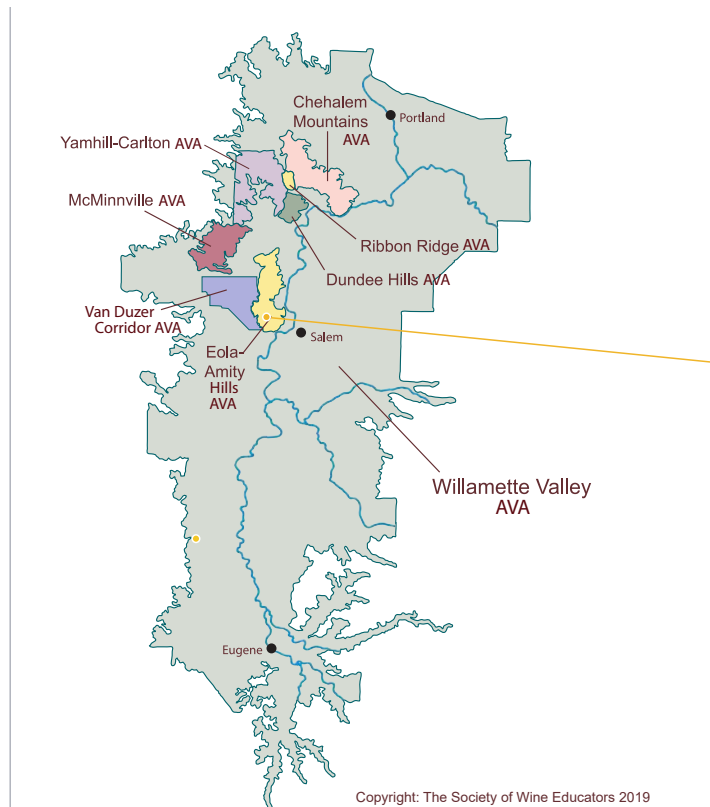 Chehalem
Mountains
AVA
Portland
Yamhill-Carlton AVA
McMinnville AVA
Ribbon Ridge AVA
Dundee Hills AVA
Van Duzer
Corridor AVA
Salem
Eola-
Amity
Hills
AVA
Willamette Valley
AVA
Eugene
Copyright: The Society of Wine Educators 2019